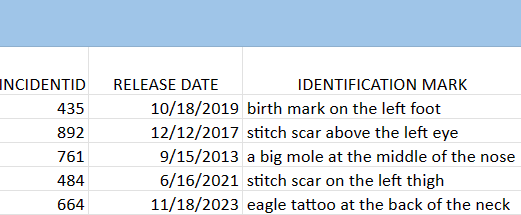 INCIDENTID RELEASE DATE IDENTIFICATION MARK
435 10/18/2019 birth mark on the left foot
892 12/12/2017 stitch scar above the left eye
761 9/15/2013 a big mole at the middle of the nose
484 6/16/2021 stitch scar on the left thigh
664 11/18/2023 eagle tattoo at the back of the neck